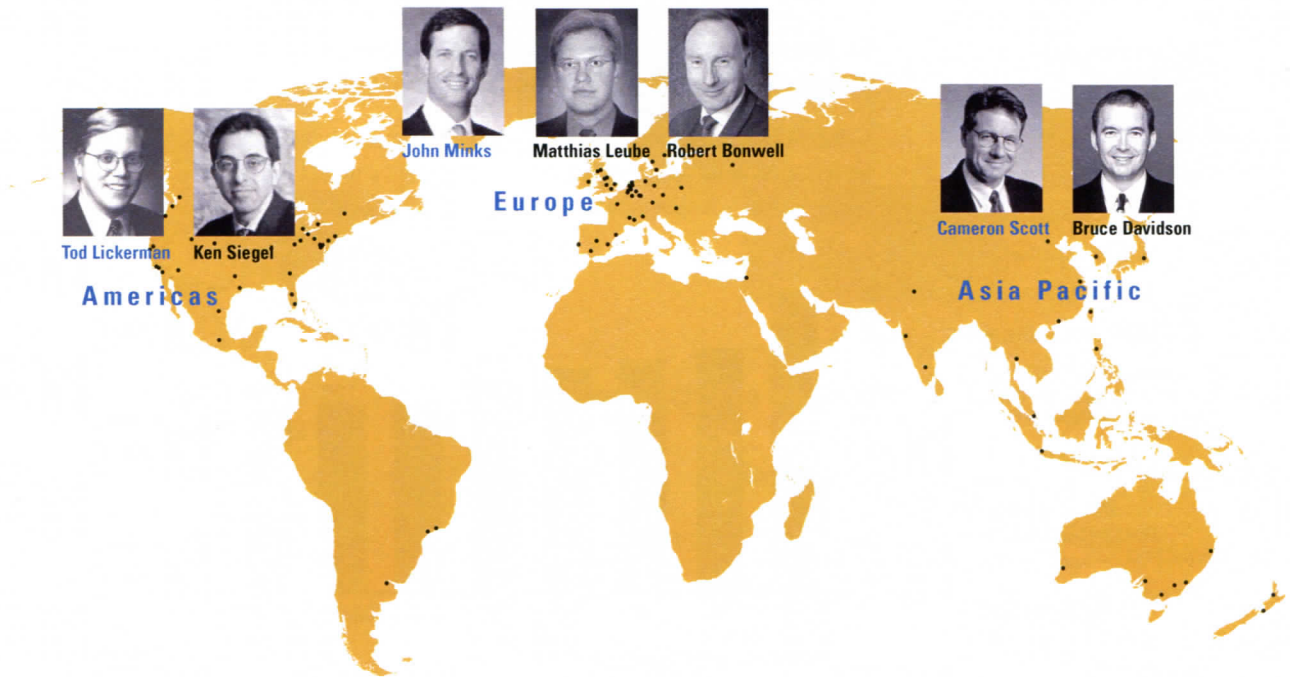 John Minks
Matthias Leube
Robert Bonwell
Tod Lickerman
Ken Siegel
Europe
Cameron Scott
Bruce Davidson
Americas
Asia Pacific